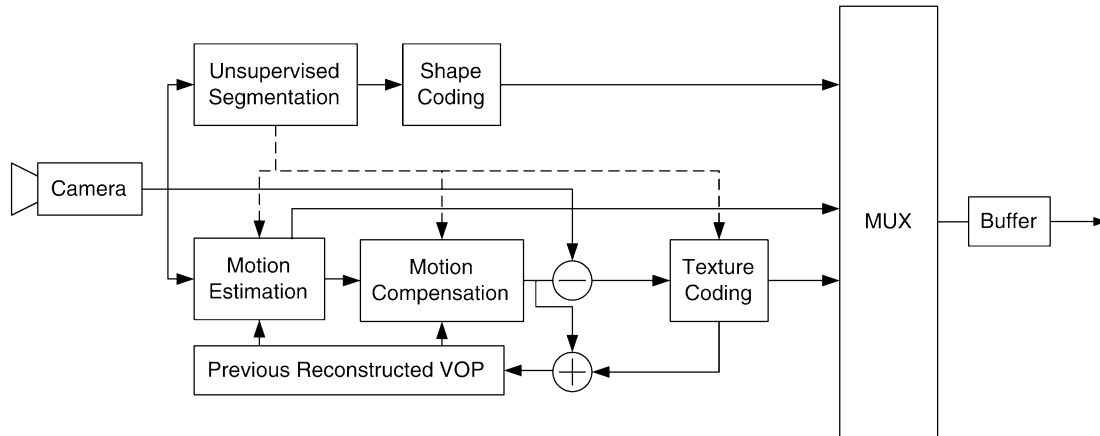 Unsupervised
Segmentation
Shape
Coding
Camera
MUX
Buffer
Motion
Estimation
Motion
Compensation
Texture
Coding
Previous Reconstructed VOP